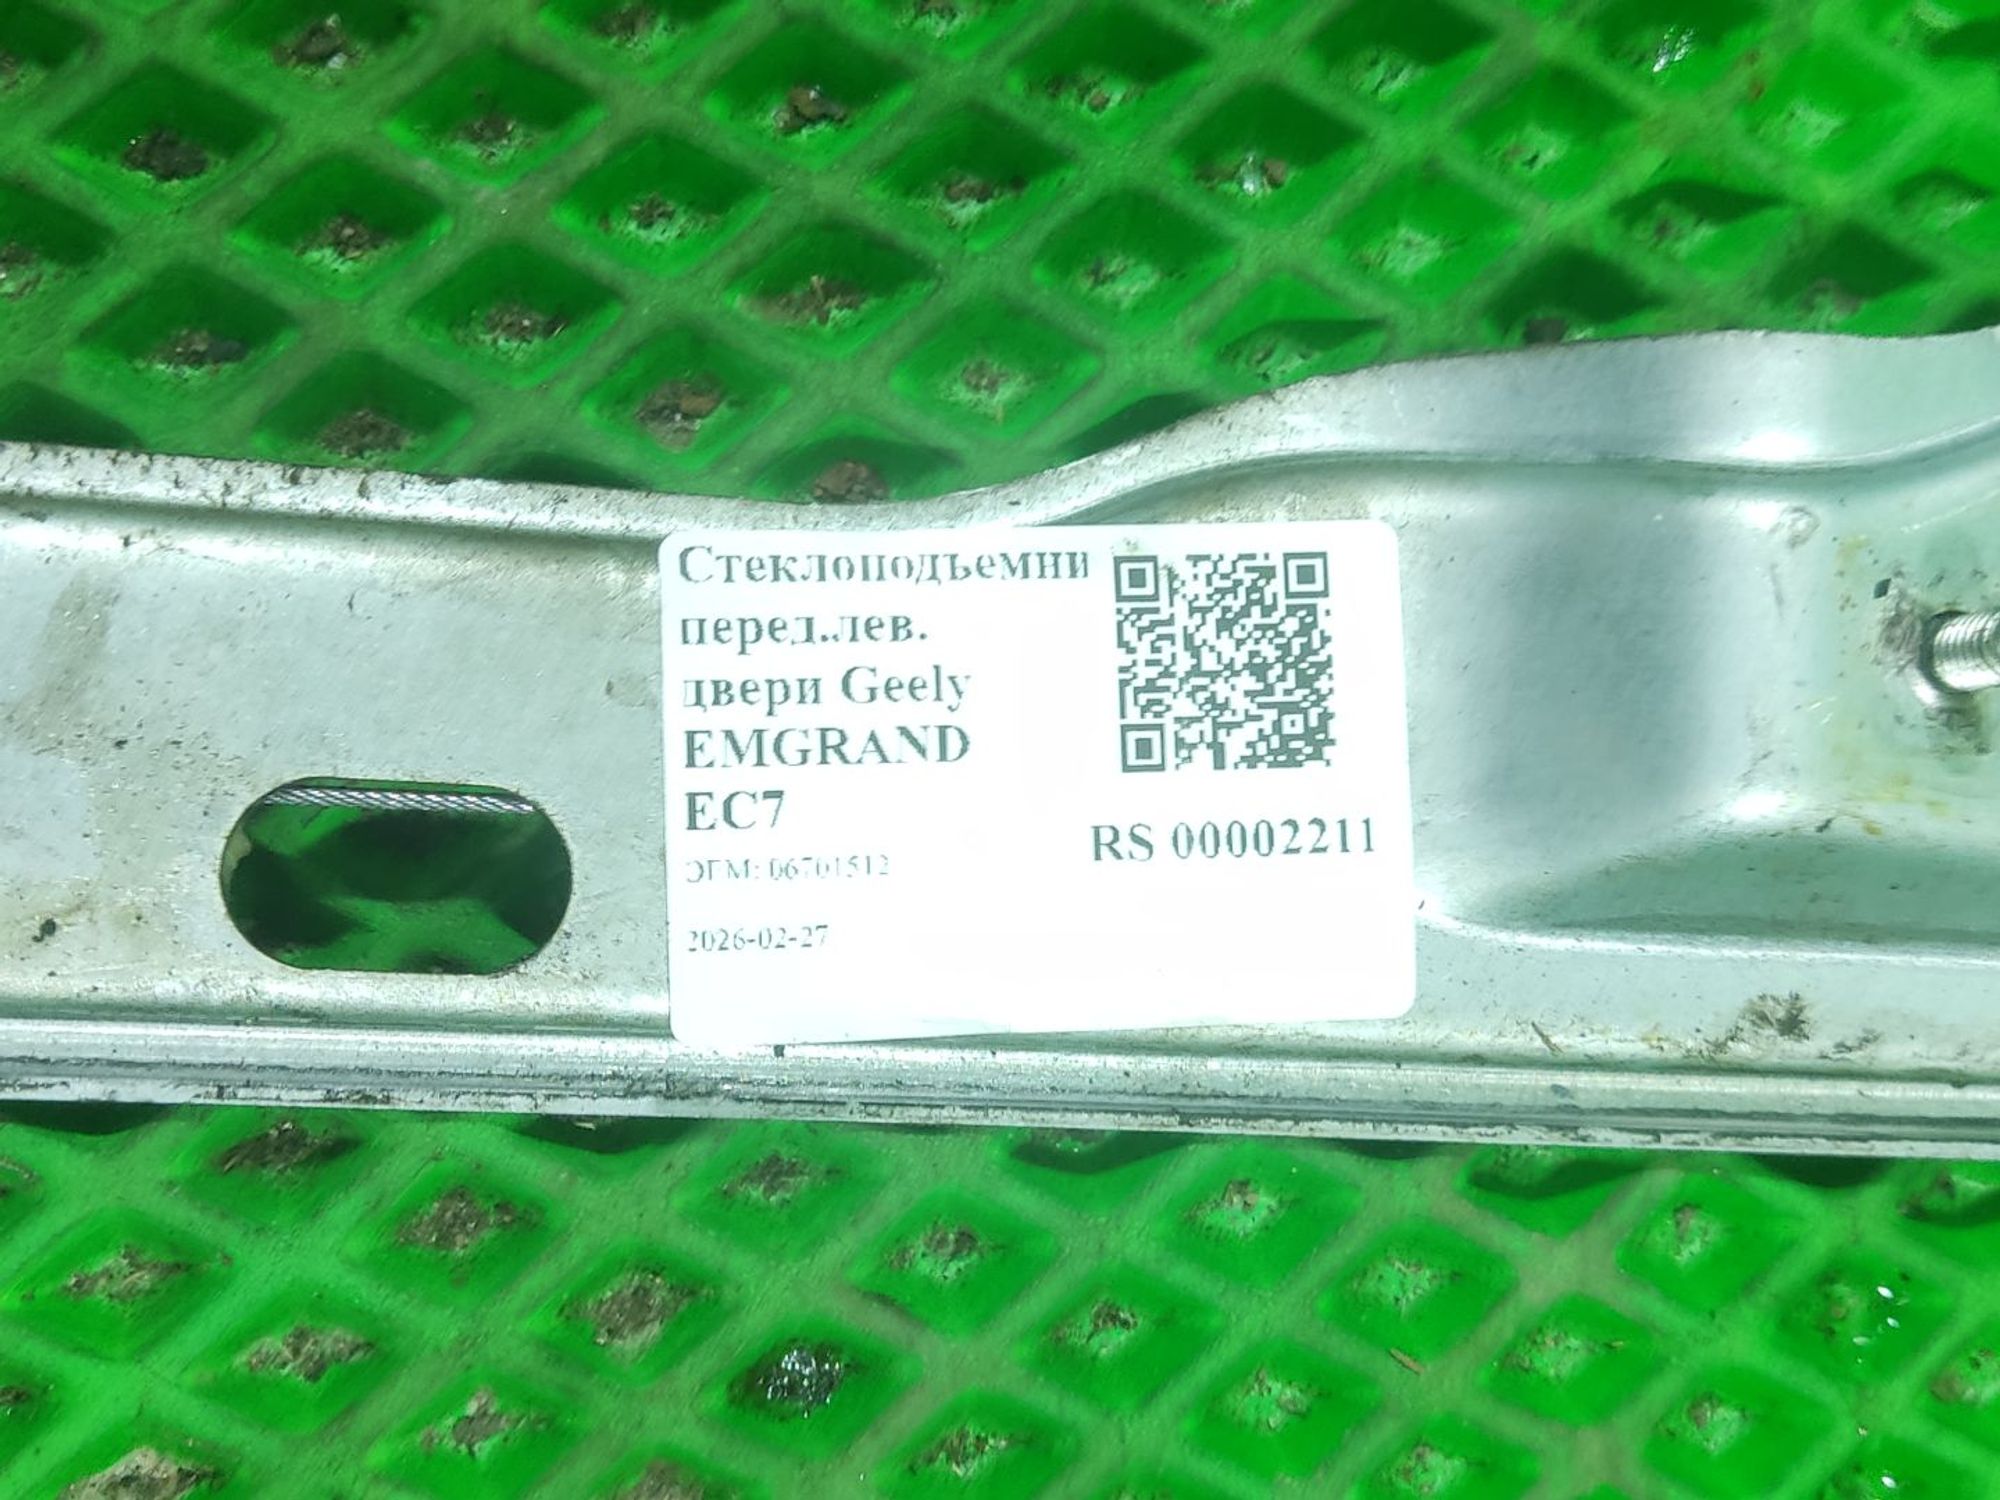 Стеклоподъемни
перед.лев.
двери Geely
EMGRAND
EC7
ОЕМ: 06701512
2026-02-27
RS 00002211